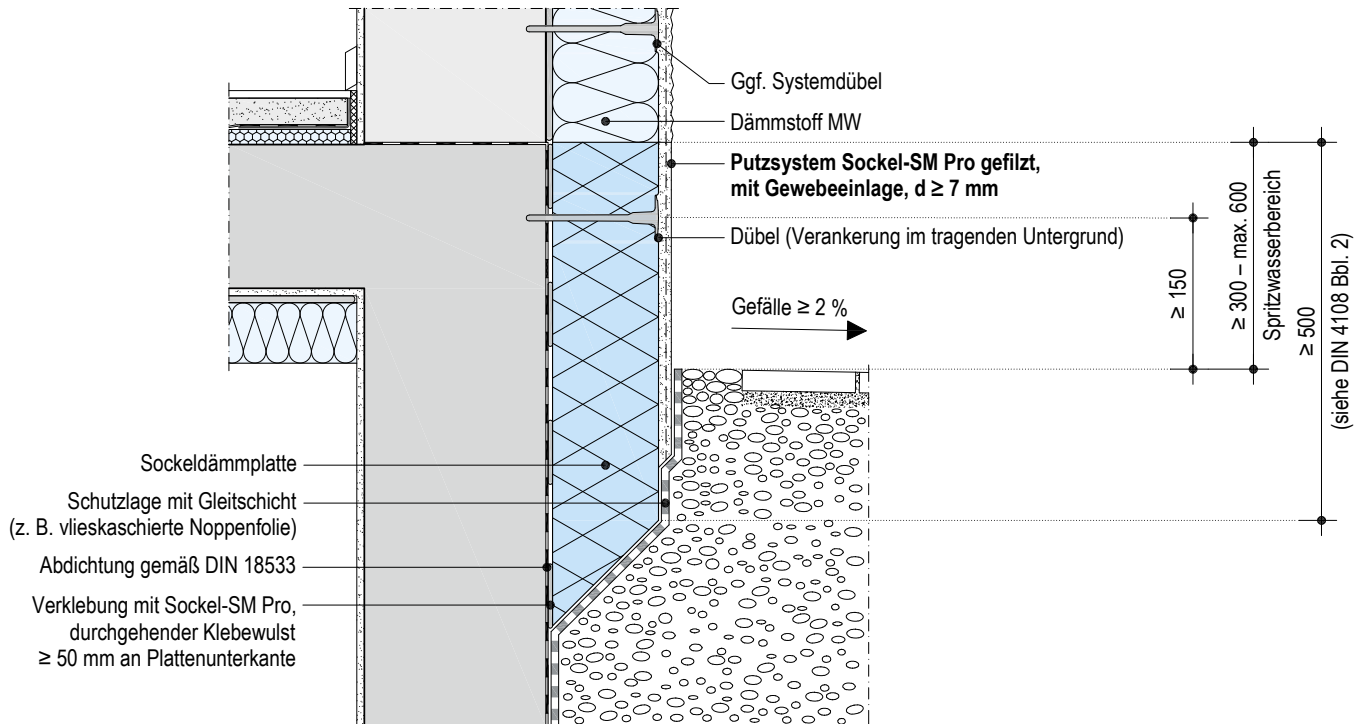 Ggf. Systemdübel
Dämmstoff MW
Putzsystem Sockel-SM Pro gefilzt,
mit Gewebeeinlage, d ≥ 7 mm
Dübel (Verankerung im tragenden Untergrund)
Gefälle ≥ 2 %
≥ 150
≥ 300 – max. 600
Spritzwasserbereich
≥ 500
(siehe DIN 4108 Bbl. 2)
Sockeldämmplatte
Schutzlage mit Gleitschicht
(z. B. vlieskaschierte Noppenfolie)
Abdichtung gemäß DIN 18533
Verklebung mit Sockel-SM Pro,
durchgehender Klebewulst
≥ 50 mm an Plattenunterkante